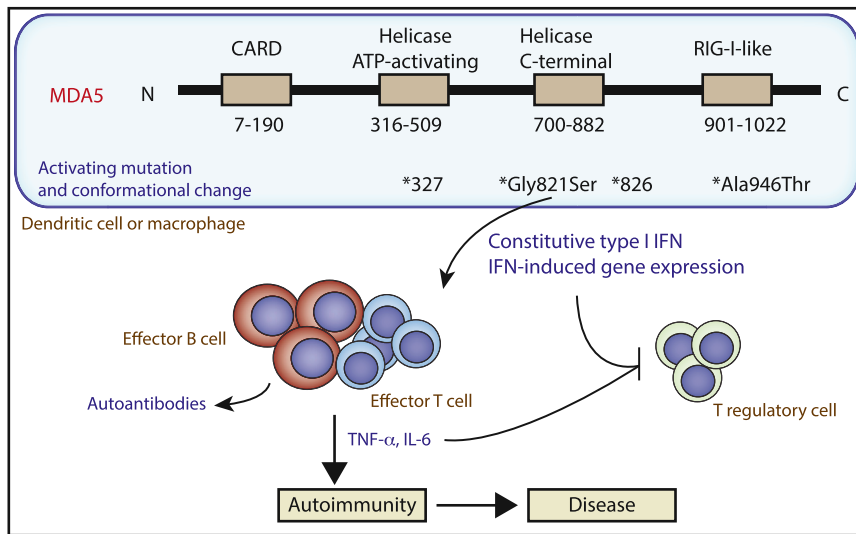 CARD
Helicase
ATP-activating
Helicase
C-terminal
RIG-I-like
MDA5
N
C
7-190
316-509
700-882
901-1022
Activating mutation
and conformational change
*327
*Gly821Ser
*826
*Ala946Thr
Dendritic cell or macrophage
Constitutive type I IFN
IFN-induced gene expression
Effector B cell
Effector T cell
Autoantibodies
T regulatory cell
TNF-α, IL-6
Autoimmunity
Disease